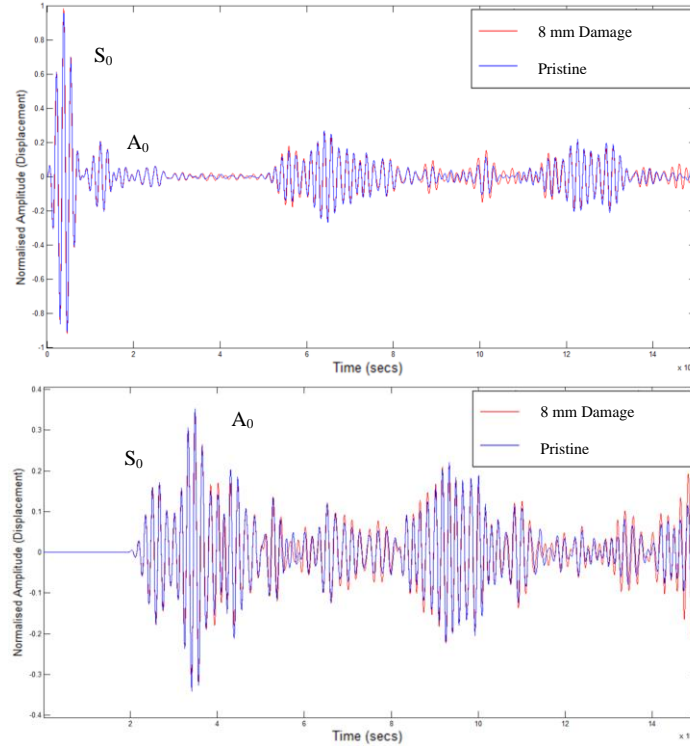 1
0.8
0.6
0.4
0.2
0
-0.2
-0.4
-0.6
-0.8
-1
Normalised Amplitude (Displacement)
S₀
A₀
8 mm Damage
Pristine
0 2 4 6 8 10 12 14
Time (secs)
x 10
0.4
0.3
0.2
0.1
0
-0.1
-0.2
-0.3
-0.4
Normalised Amplitude (Displacement)
A₀
S₀
8 mm Damage
Pristine
2 4 6 8 10 12 14
Time (secs)
x 10